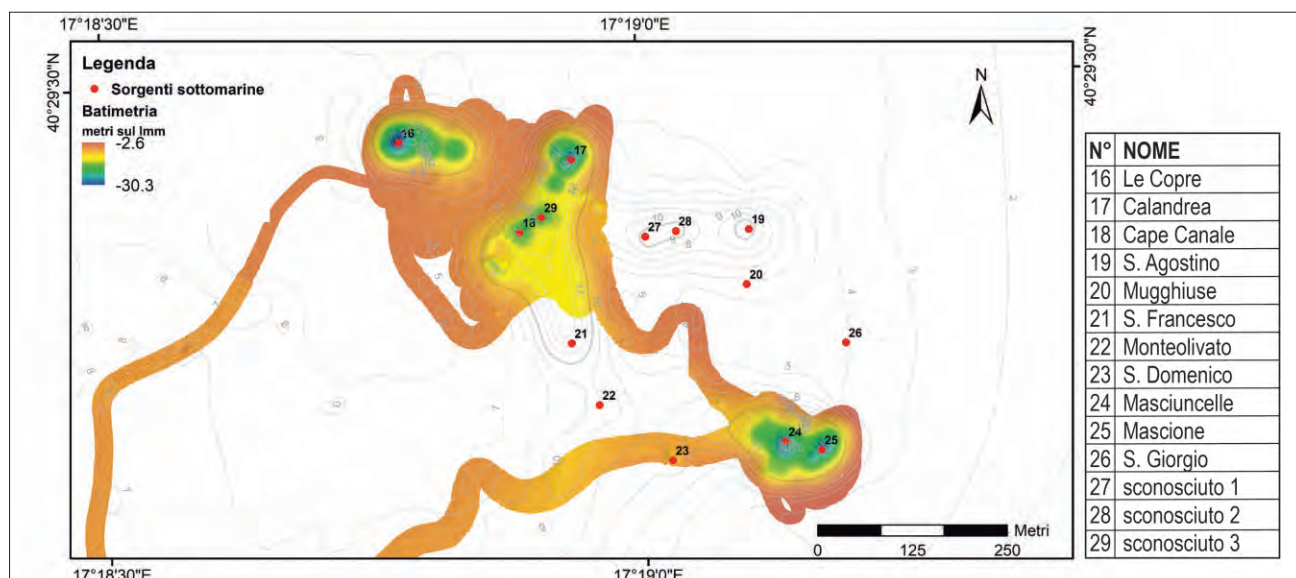 17°18'30"E
17°19'0"E
40°29'30"N
40°29'30"N
Legenda
Sorgenti sottomarine
Batimetria
metri sul lmm
-2.6
-30.3
N
16
17
29
18
27
28
19
20
21
26
22
24
25
23
Metri
0
125
250
17°18'30"E
17°19'0"E
N° NOME
16 Le Copre
17 Calandrea
18 Cape Canale
19 S. Agostino
20 Mugghiuse
21 S. Francesco
22 Monteolivato
23 S. Domenico
24 Masciuncelle
25 Mascione
26 S. Giorgio
27 sconosciuto 1
28 sconosciuto 2
29 sconosciuto 3